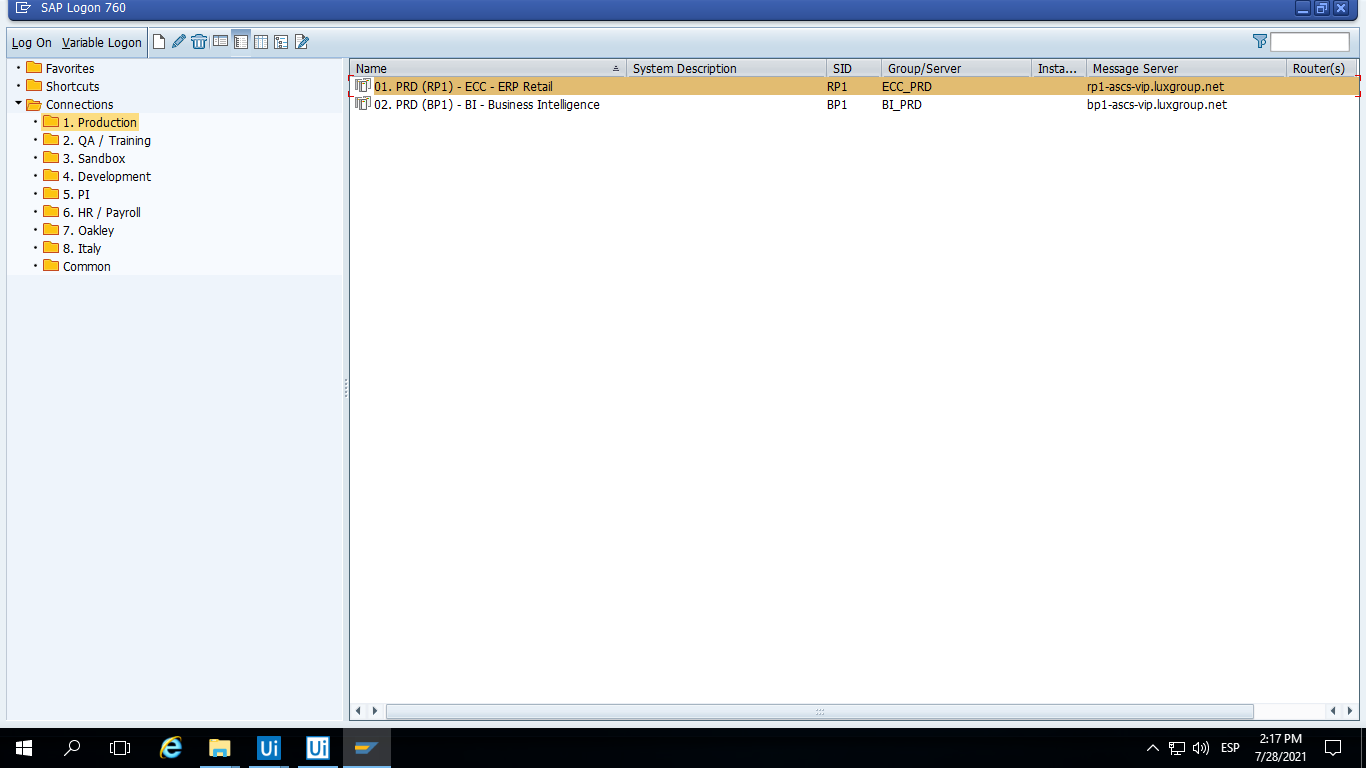 SAP Logon 760
Log On Variable Logon
Favorites
Shortcuts
Connections
1. Production
2. QA / Training
3. Sandbox
4. Development
5. PI
6. HR / Payroll
7. Oakley
8. Italy
Common
Name System Description SID Group/Server Insta... Message Server Router(s)
01. PRD (RP1) - ECC - ERP Retail RP1 ECC_PRD rp1-ascs-vip.luxgroup.net
02. PRD (BP1) - BI - Business Intelligence BP1 BI_PRD bp1-ascs-vip.luxgroup.net
Ui Ui
ESP
2:17 PM
7/28/2021